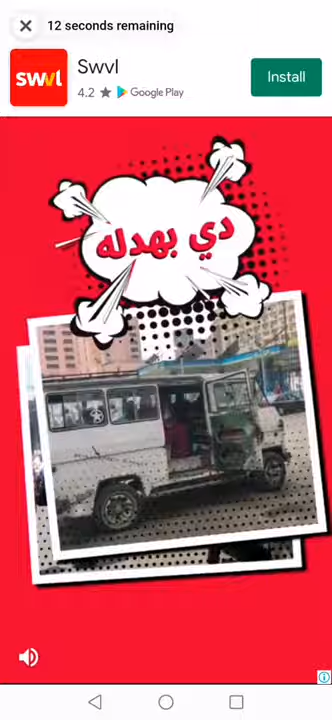 12 seconds remaining
swvl
Swvl
4.2 ★ Google Play
Install
دي بهدله